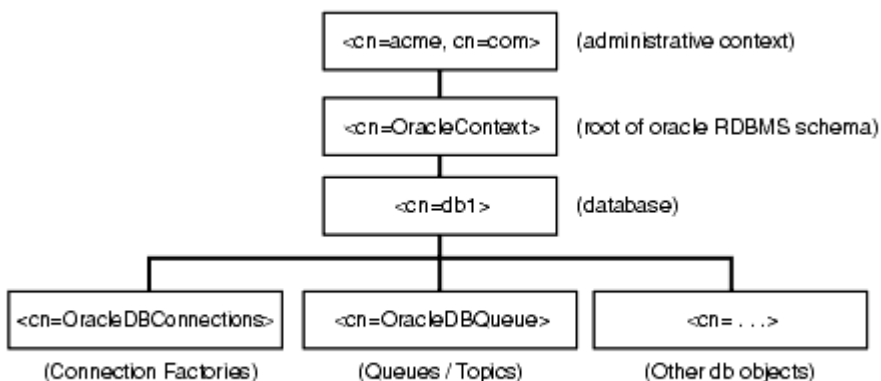 <cn=acme, cn=com> (administrative context)
<cn=OracleContext> (root of oracle RDBMS schema)
<cn=db1> (database)
<cn=OracleDBConnections> <cn=OracleDBQueue> <cn= . . .>
(Connection Factories) (Queues / Topics) (Other db objects)